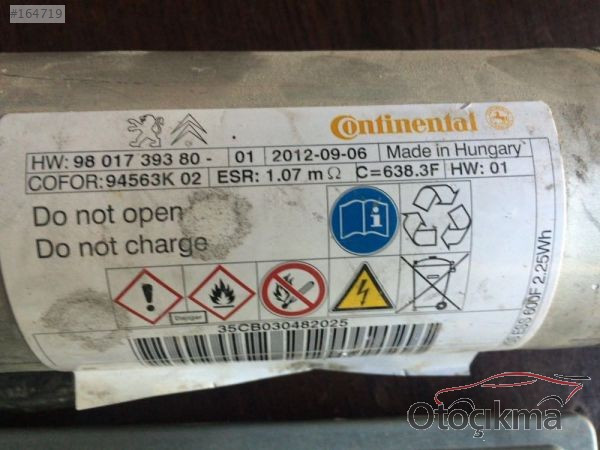 #164719
Continental
HW: 98 017 393 80 - 01 2012-09-06 Made in Hungary
COFOR: 94563K 02 ESR: 1.07 m Ω C=638.3F HW: 01
Do not open
Do not charge
Danger
35CB030482025
600F 2.25Wh
Otoçıkma